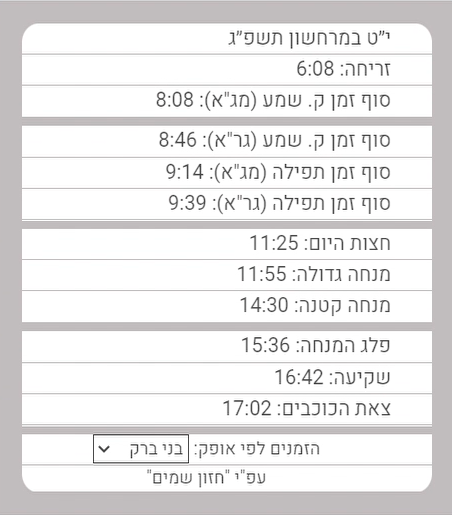 י״ט במרחשון תשפ״ג
זריחה: 6:08
סוף זמן ק. שמע (מג"א): 8:08
סוף זמן ק. שמע (גר"א): 8:46
סוף זמן תפילה (מג"א): 9:14
סוף זמן תפילה (גר"א): 9:39
חצות היום: 11:25
מנחה גדולה: 11:55
מנחה קטנה: 14:30
פלג המנחה: 15:36
שקיעה: 16:42
צאת הכוכבים: 17:02
הזמנים לפי אופק: בני ברק
עפ"י "חזון שמים"